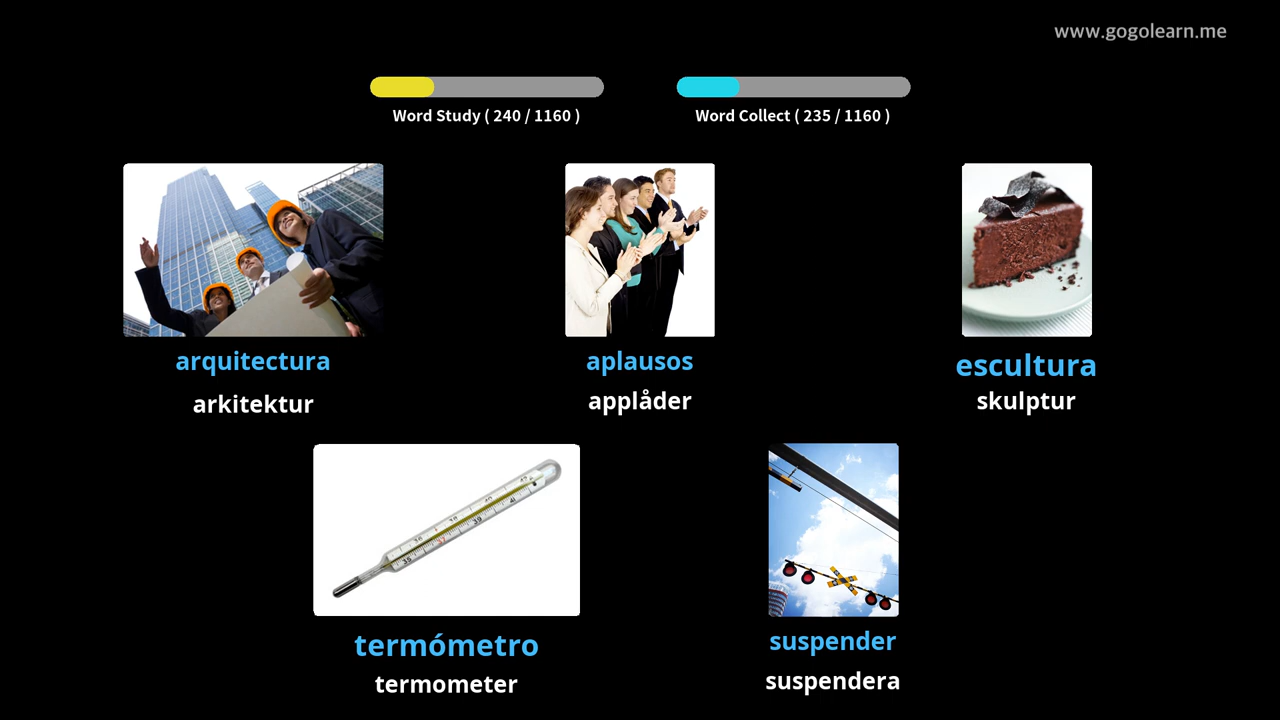 www.gogolearn.me
Word Study ( 240 / 1160 )
Word Collect ( 235 / 1160 )
arquitectura
arkitektur
aplausos
applåder
escultura
skulptur
termómetro
termometer
suspender
suspendera